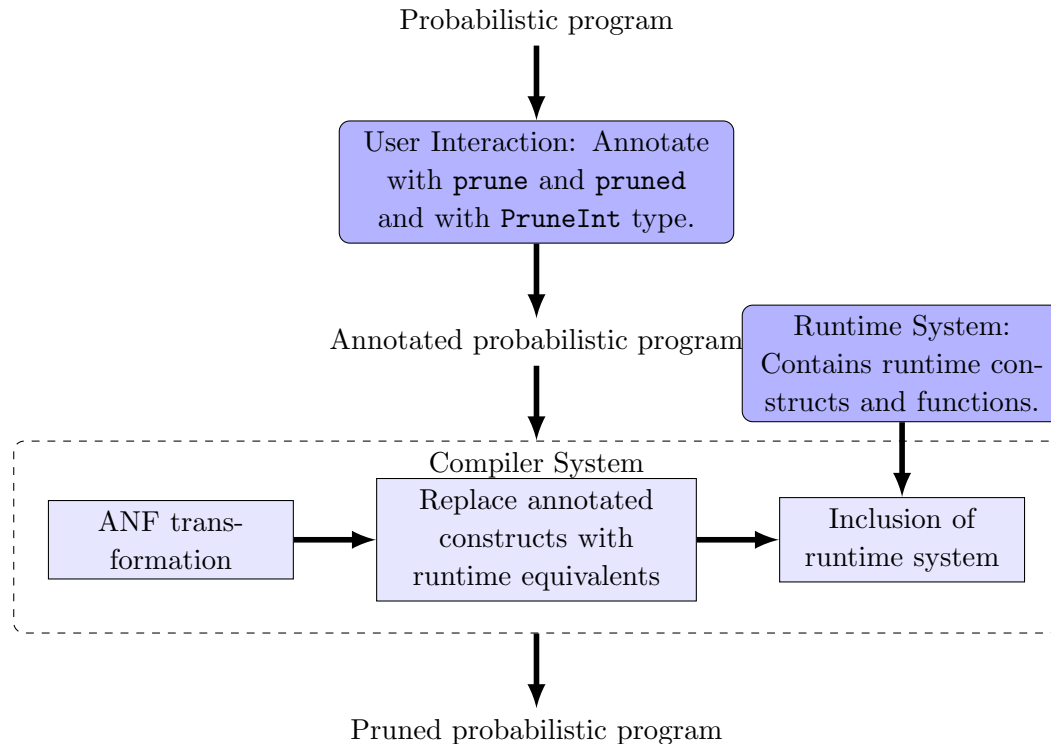 Probabilistic program
User Interaction: Annotate
with prune and pruned
and with PruneInt type.
Annotated probabilistic program
Runtime System:
Contains runtime con-
structs and functions.
Compiler System
ANF trans-
formation
Replace annotated
constructs with
runtime equivalents
Inclusion of
runtime system
Pruned probabilistic program